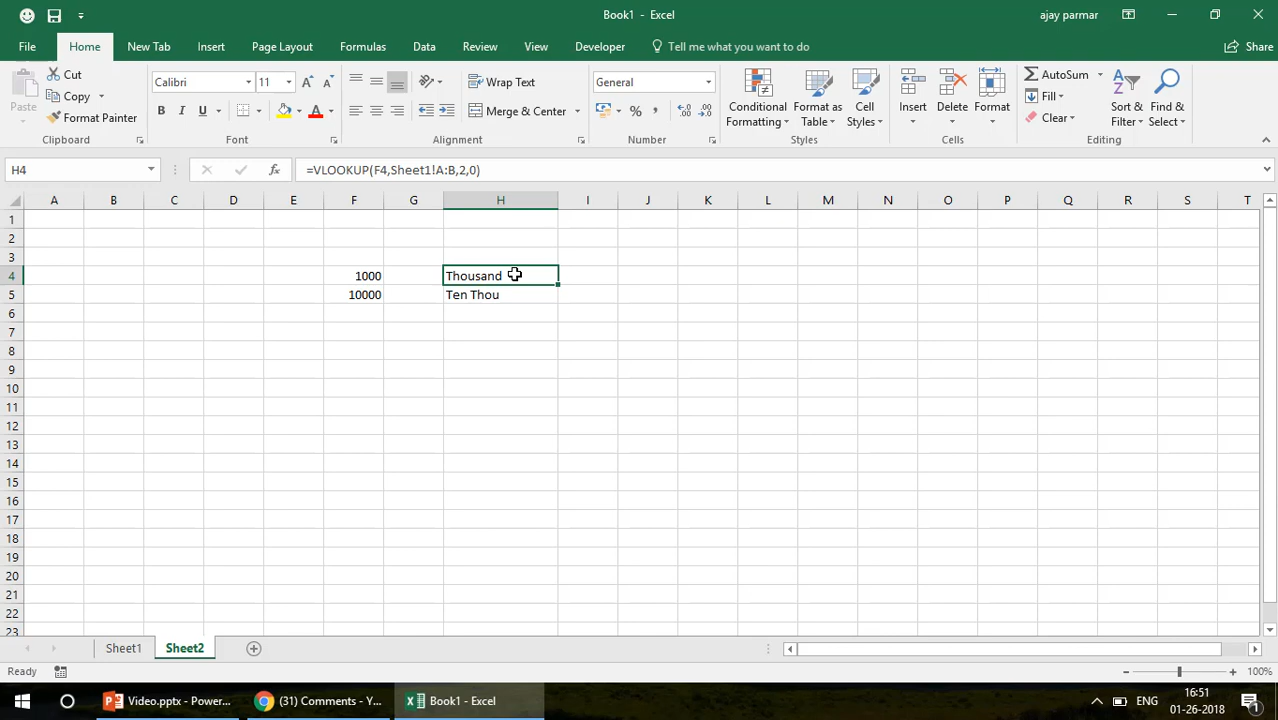 Book1 - Excel
ajay parmar
File Home New Tab Insert Page Layout Formulas Data Review View Developer Tell me what you want to do Share
Paste Cut Copy Format Painter
Calibri 11
B I U
Wrap Text
Merge & Center
General
% ,
Conditional Formatting Format as Table Cell Styles
Insert Delete Format
AutoSum Fill Clear
Sort & Filter Find & Select
Clipboard Font Alignment Number Styles Cells Editing
H4 fx =VLOOKUP(F4,Sheet1!A:B,2,0)
A B C D E F G H I J K L M N O P Q R S T
1
2
3
4 1000 Thousand
5 10000 Ten Thou
6
7
8
9
10
11
12
13
14
15
16
17
18
19
20
21
22
23
Sheet1 Sheet2
Ready 100%
Video.pptx - Power... (31) Comments - Y... Book1 - Excel ENG 16:51
01-26-2018 1